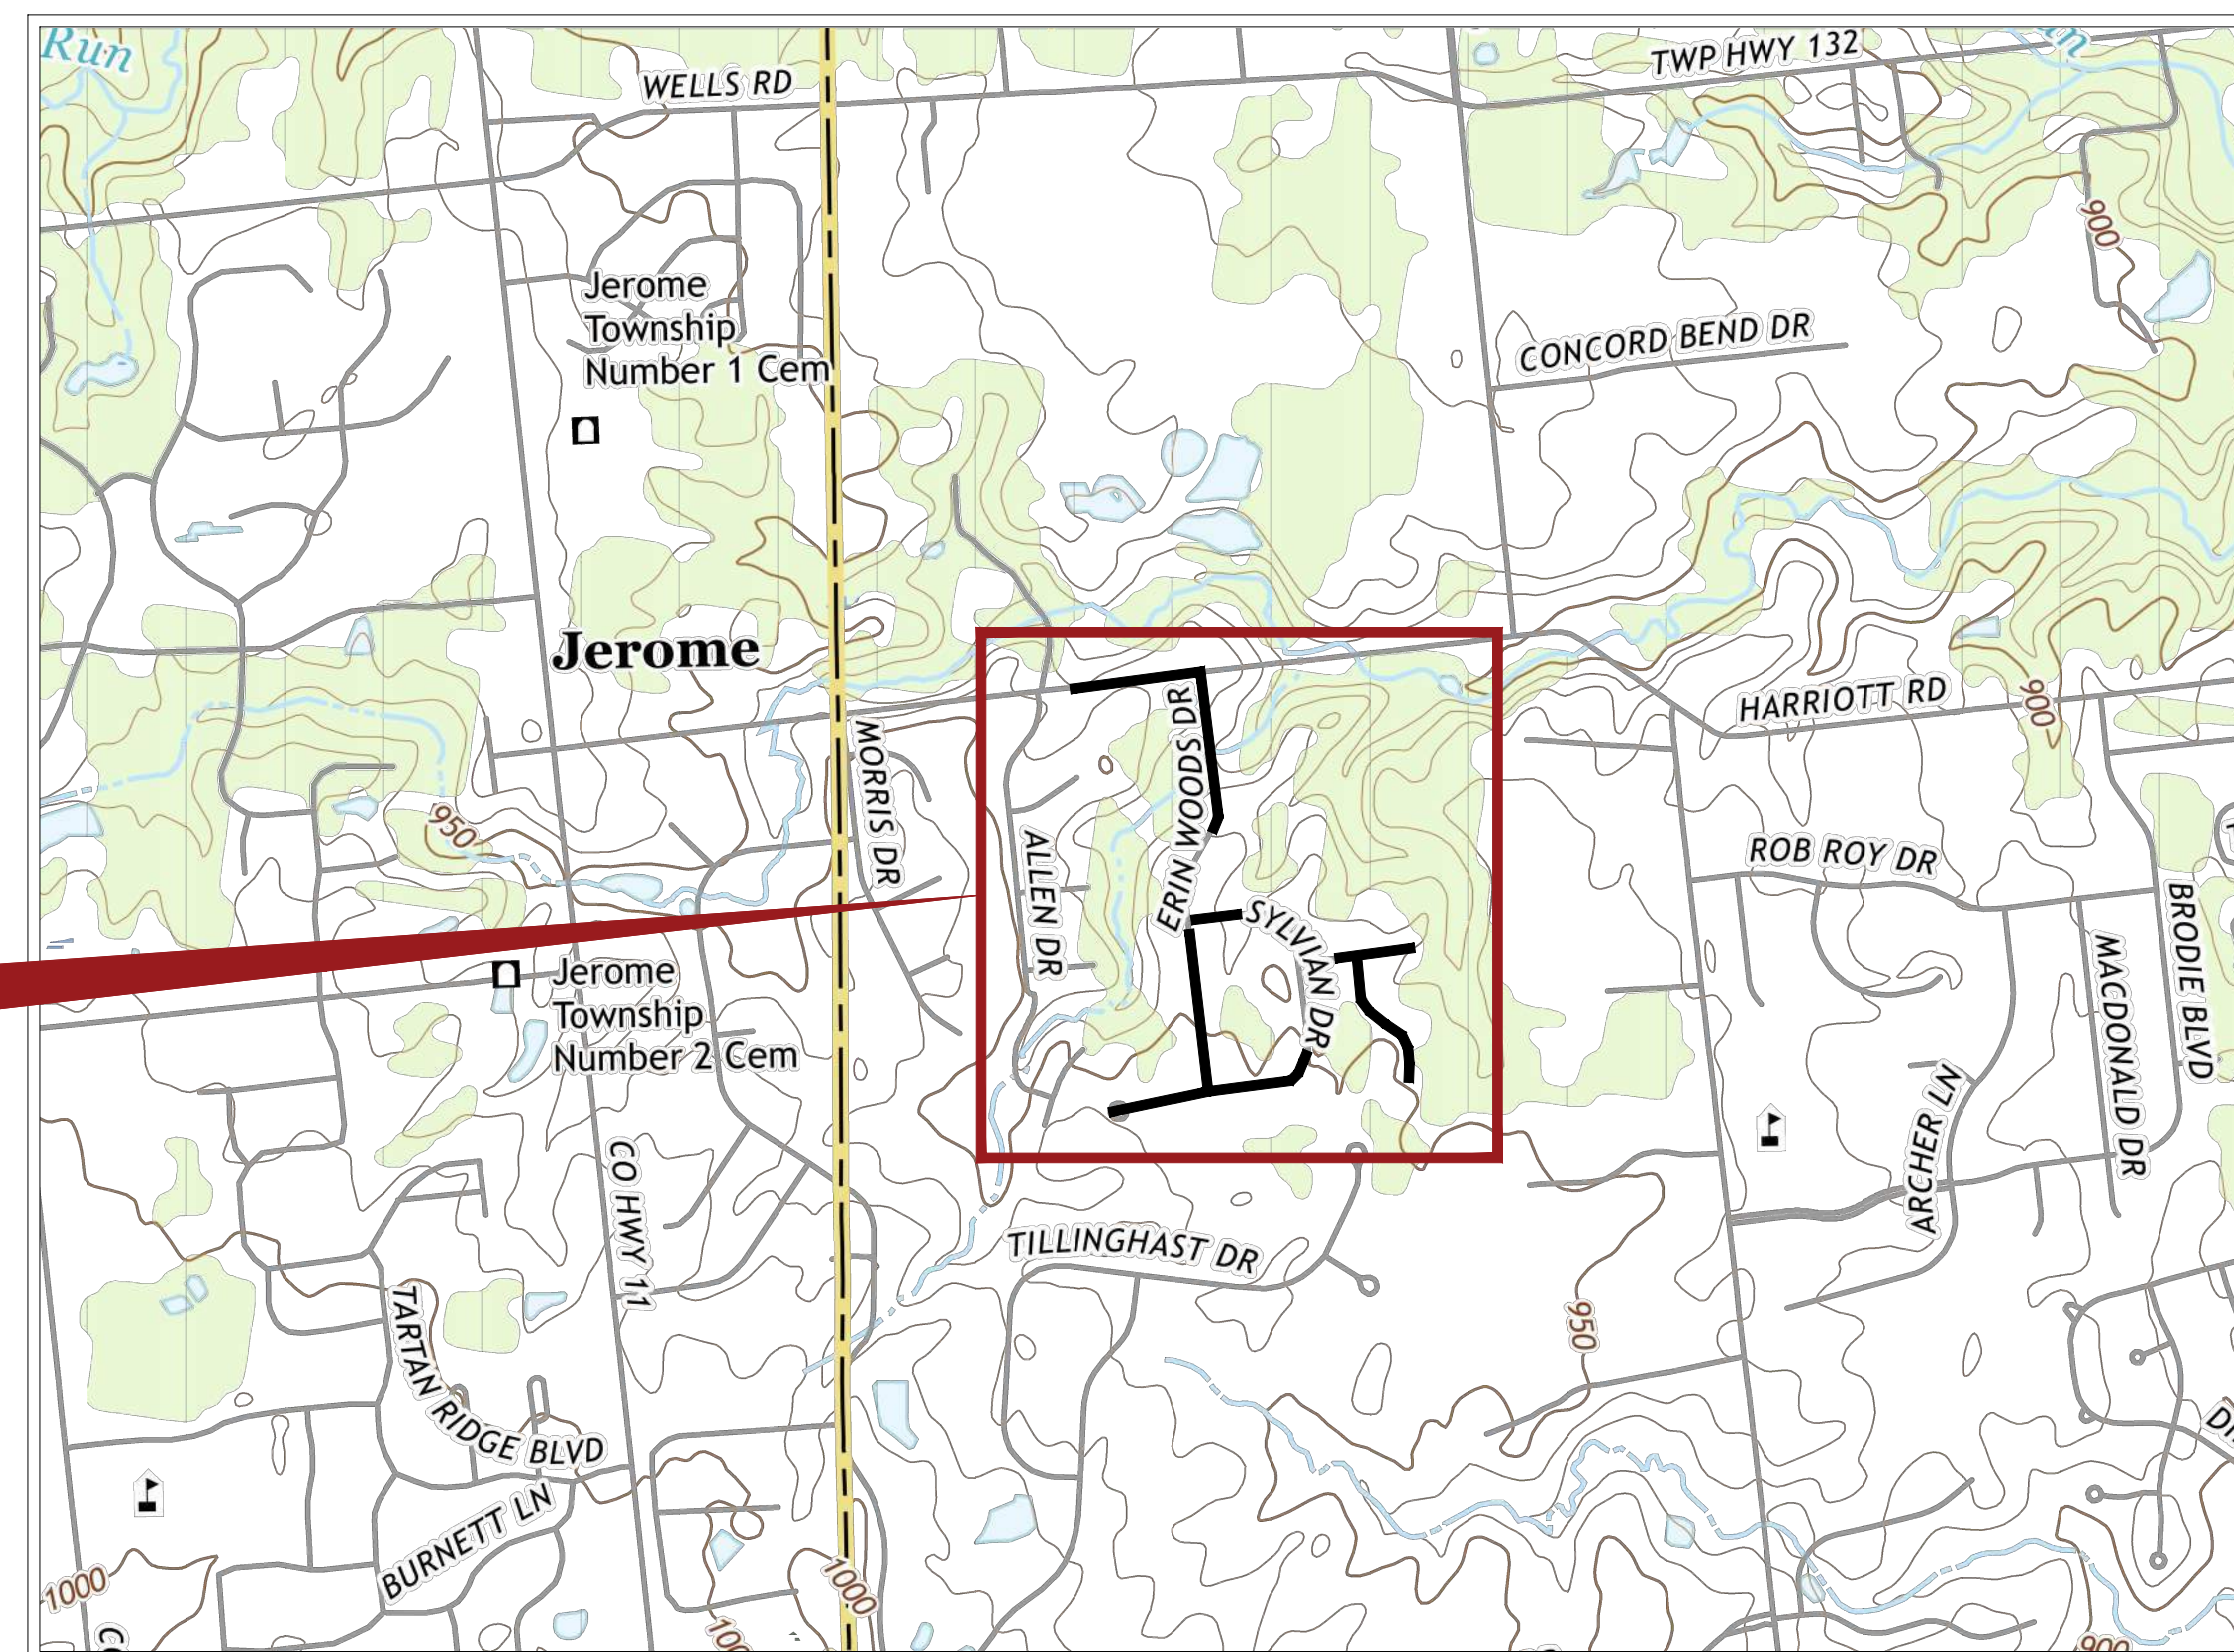 Run
WELLS RD
TWP HWY 132
900
Jerome
Township
Number 1 Cem
CONCORD BEND DR
Jerome
HARRIOTT RD
900
ERIN WOODS DR
MORRIS DR
950
ALLEN DR
ROB ROY DR
SYLVIAN DR
BRODIE BLVD
MACDONALD DR
Jerome
Township
Number 2 Cem
ARCHER LN
CO HWY 11
TILLINGHAST DR
950
TARTAN RIDGE BLVD
BURNETT LN
1000
1000